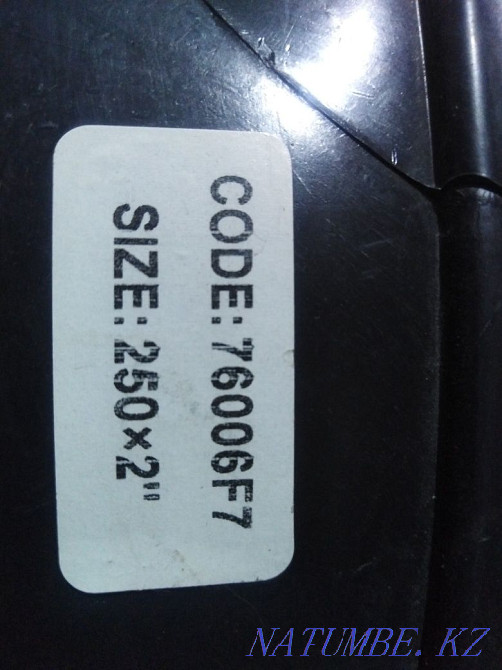 CODE: 76006F7
SIZE: 250×2"
NATUMBE. KZ